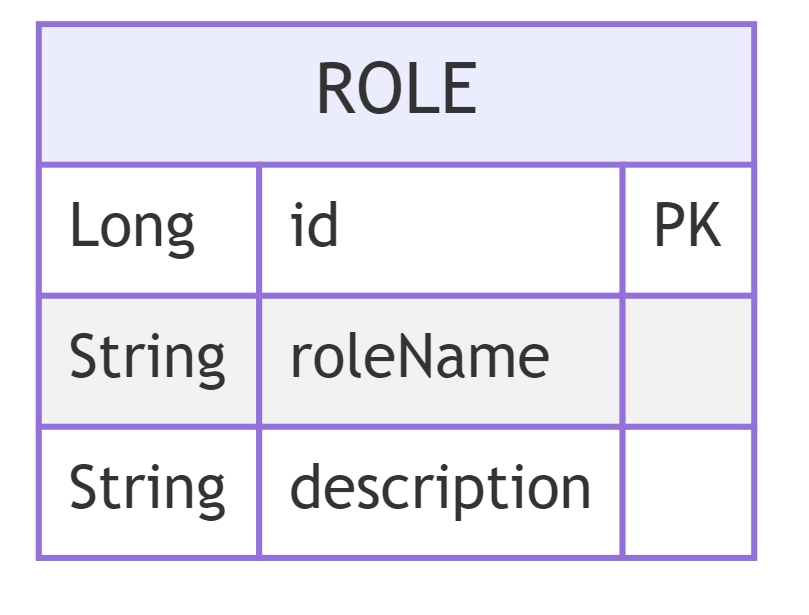 ROLE
Long id PK
String roleName
String description